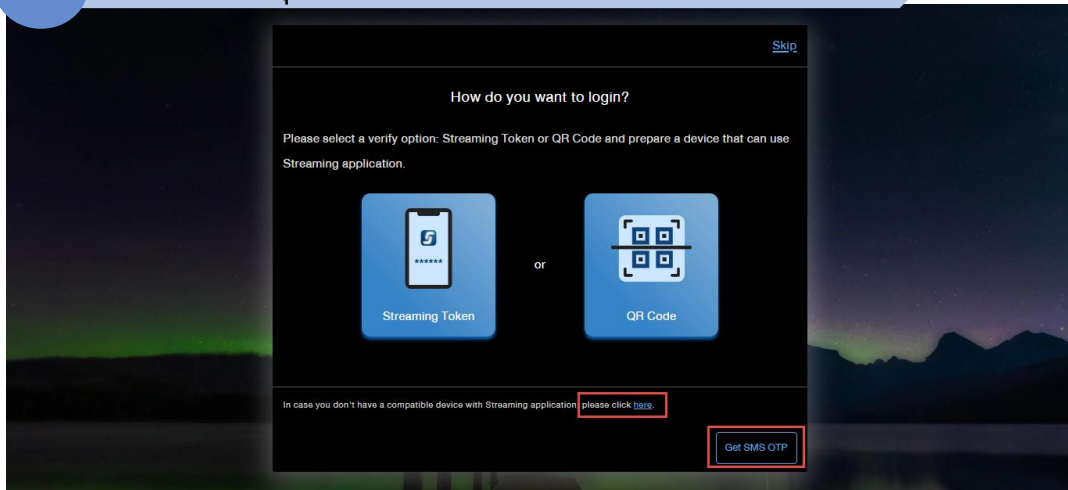 Skip
How do you want to login?
Please select a verify option: Streaming Token or QR Code and prepare a device that can use
Streaming application.
******
or
Streaming Token
QR Code
In case you don't have a compatible device with Streaming application, please click here.
Get SMS OTP